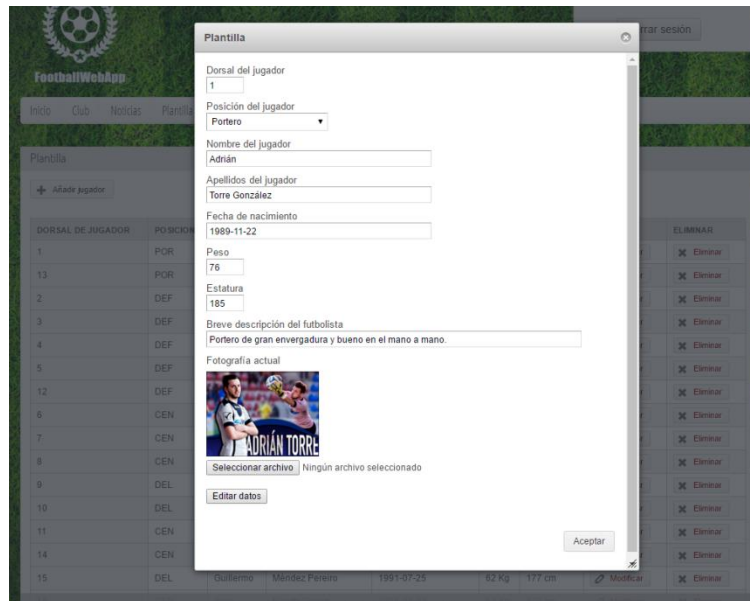 rrar sesión
FootballWebApp
Inicio Club Noticias Plantilla
Plantilla
Añade jugador
DORSAL DE JUGADOR POSICION ELIMINAR
1 POR Eliminar
13 POR Eliminar
2 DEF Eliminar
3 DEF Eliminar
4 DEF Eliminar
5 DEF Eliminar
12 DEF Eliminar
6 CEN Eliminar
7 CEN Eliminar
8 CEN Eliminar
9 DEL Eliminar
10 DEL Eliminar
11 CEN Eliminar
14 CEN Eliminar
15 DEL Guillermo Méndez Pereiro 1991-07-25 62 Kg 177 cm Modificar Eliminar
Plantilla
Dorsal del jugador
1
Posición del jugador
Portero
Nombre del jugador
Adrián
Apellidos del jugador
Torre González
Fecha de nacimiento
1989-11-22
Peso
76
Estatura
185
Breve descripción del futbolista
Portero de gran envergadura y bueno en el mano a mano.
Fotografía actual
ADRIÁN TORRE
Seleccionar archivo Ningún archivo seleccionado
Editar datos
Aceptar